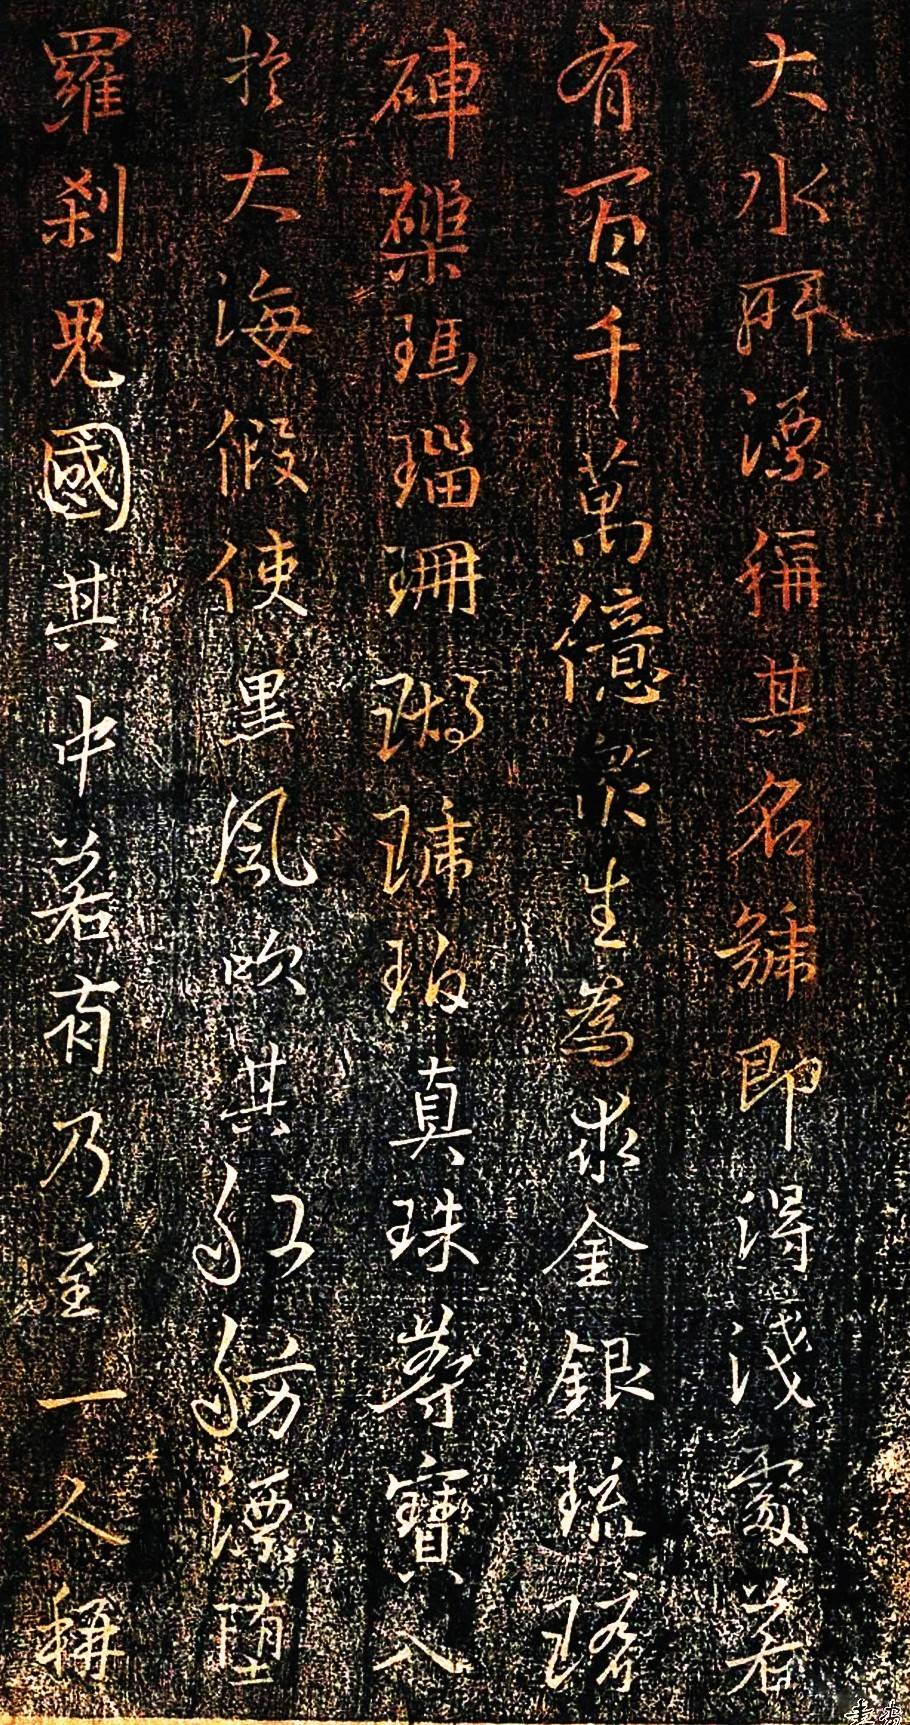 大水所漂稱其名號即得淺處若
有百千萬億眾生為求金銀琉璃
硨磲瑪瑙珊瑚琥珀真珠等寶入
於大海假使黑風吹其舡舫漂墮
羅剎鬼國其中若有乃至一人稱